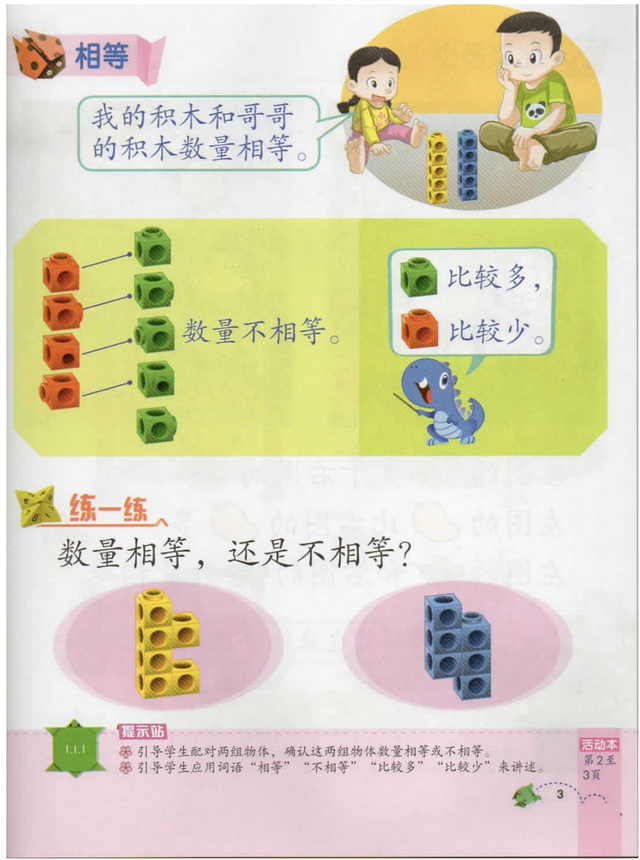 相等
我的积木和哥哥
的积木数量相等。
数量不相等。
比较多，
比较少。
练一练
数量相等，还是不相等？
1.1.1
提示站
引导学生配对两组物体，确认这两组物体数量相等或不相等。
引导学生应用词语“相等”“不相等”“比较多”“比较少”来讲述。
活动本
第2至
3页
3